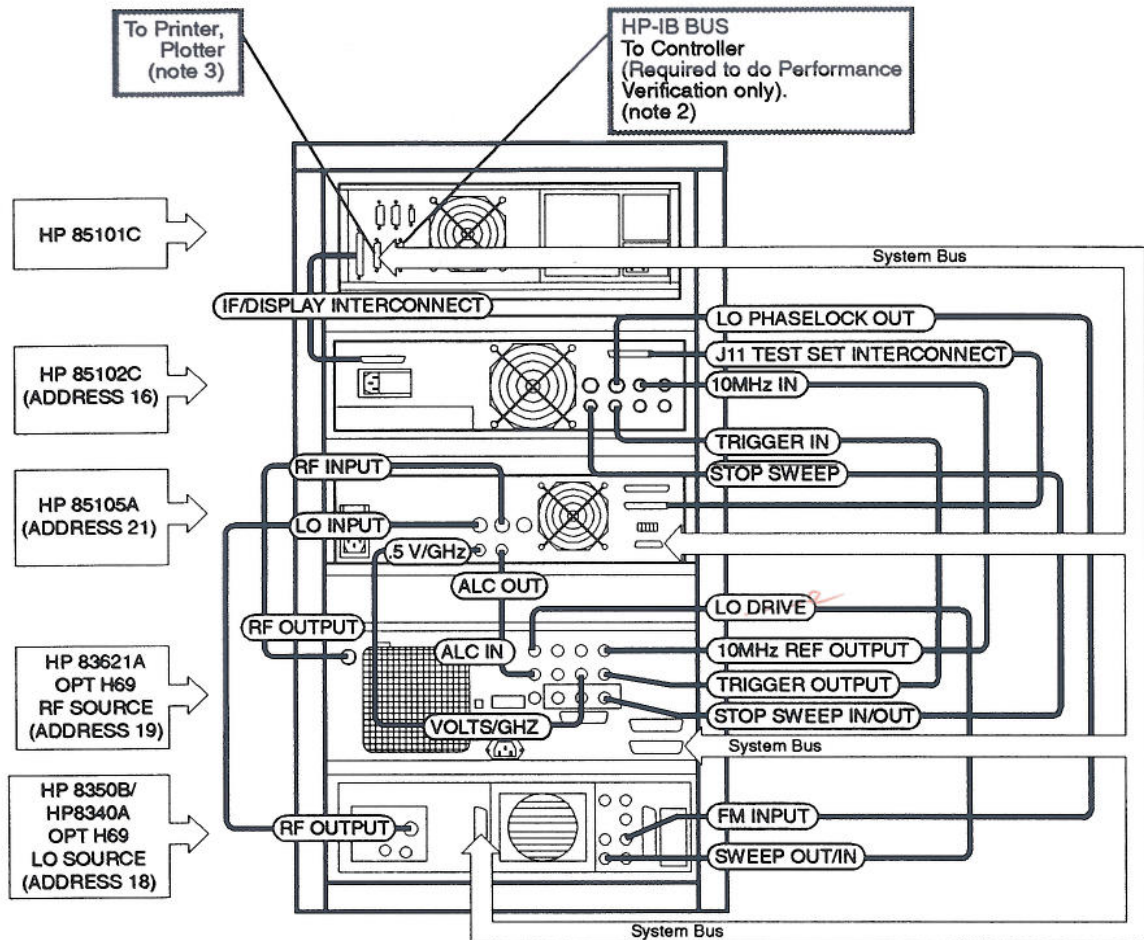 To Printer,
Plotter
(note 3)
HP-IB BUS
To Controller
(Required to do Performance
Verification only).
(note 2)
HP 85101C
System Bus
IF/DISPLAY INTERCONNECT
LO PHASELOCK OUT
J11 TEST SET INTERCONNECT
HP 85102C
(ADDRESS 16)
10MHz IN
TRIGGER IN
STOP SWEEP
RF INPUT
HP 85105A
(ADDRESS 21)
LO INPUT
.5 V/GHz
ALC OUT
LO DRIVE
RF OUTPUT
ALC IN
10MHz REF OUTPUT
HP 83621A
OPT H69
RF SOURCE
(ADDRESS 19)
TRIGGER OUTPUT
STOP SWEEP IN/OUT
VOLTS/GHZ
System Bus
HP 8350B/
HP8340A
OPT H69
LO SOURCE
(ADDRESS 18)
RF OUTPUT
FM INPUT
SWEEP OUT/IN
System Bus